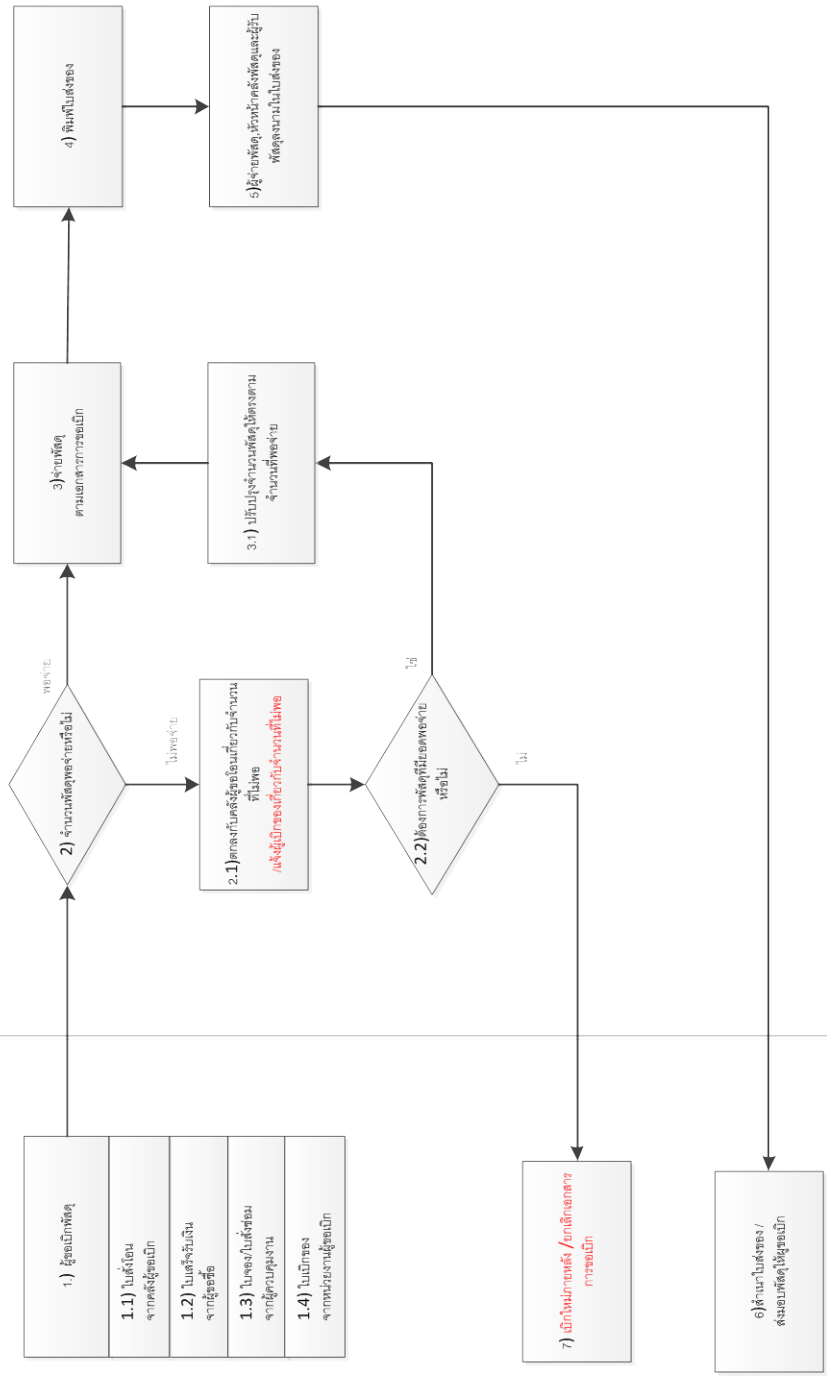 1.) ผู้ขอเบิกพัสดุ
1.1) ใบสั่งโอน
จากคลังผู้ขอเบิก
1.2) ใบเสร็จรับเงิน
จากผู้ขอซื้อ
1.3) ใบจอง/ใบสั่งซ่อม
จากผู้ควบคุมงาน
1.4) ใบเบิกของ
จากหน่วยงานผู้ขอเบิก
2) จำนวนพัสดุพอจ่ายหรือไม่
พอจ่าย
ไม่พอจ่าย
2.1)ตกลงกับคลังผู้ขอโอนเกี่ยวกับจำนวน
ที่ไม่พอ
/แจ้งผู้เบิกของเกี่ยวกับจำนวนที่ไม่พอ
2.2)ต้องการพัสดุที่มียอดพอจ่าย
หรือไม่
ใช่
ไม่
3)จ่ายพัสดุ
ตามเอกสารการขอเบิก
3.1) ปรับปรุงจำนวนพัสดุให้ตรงตาม
จำนวนที่พอจ่าย
4) พิมพ์ใบส่งของ
5)ผู้จ่ายพัสดุ,หัวหน้าคลังพัสดุและผู้รับ
พัสดุลงนามในใบส่งของ
6)สำเนาใบส่งของ /
ส่งมอบพัสดุให้ผู้ขอเบิก
7) เบิกใหม่ภายหลัง /ยกเลิกเอกสาร
การขอเบิก